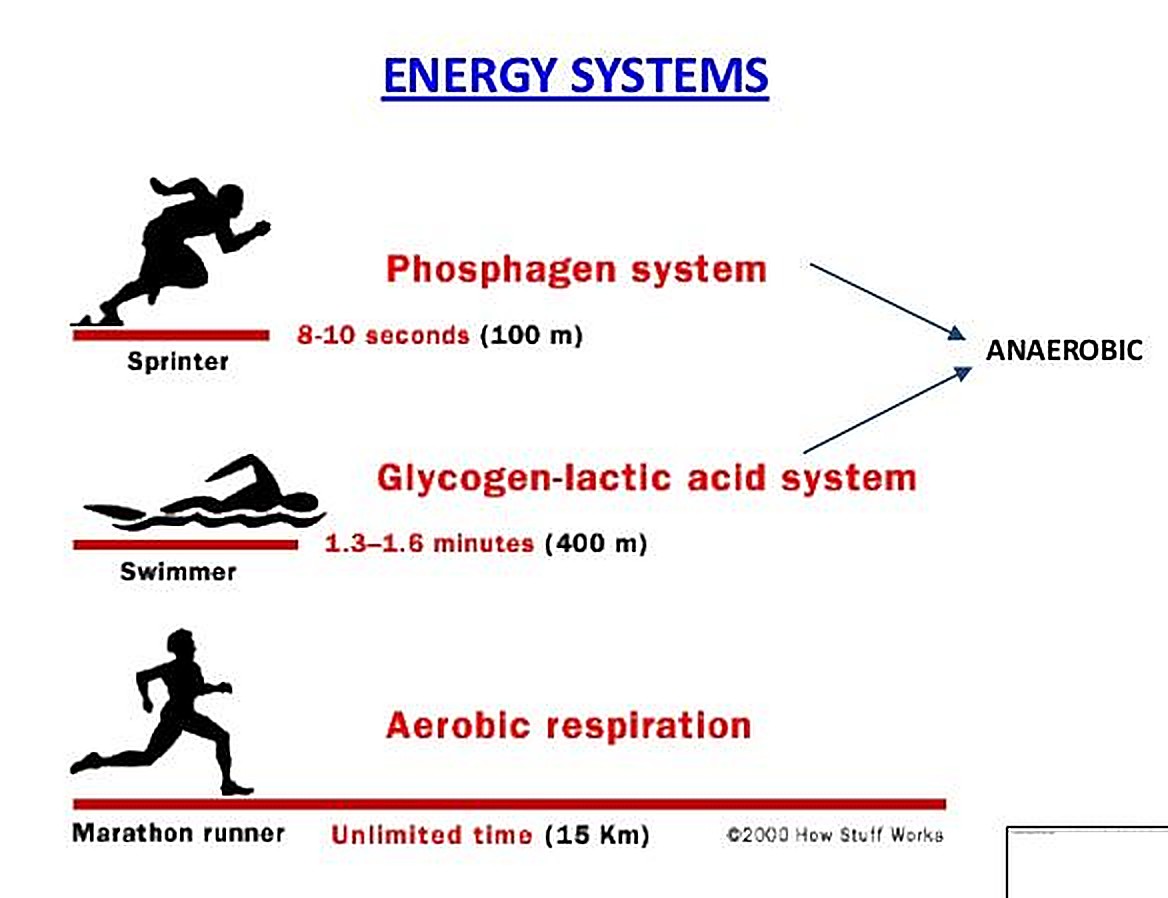 ENERGY SYSTEMS
Phosphagen system
8-10 seconds (100 m)
Sprinter
ANAEROBIC
Glycogen-lactic acid system
1.3–1.6 minutes (400 m)
Swimmer
Aerobic respiration
Marathon runner Unlimited time (15 Km) ©2000 How Stuff Works